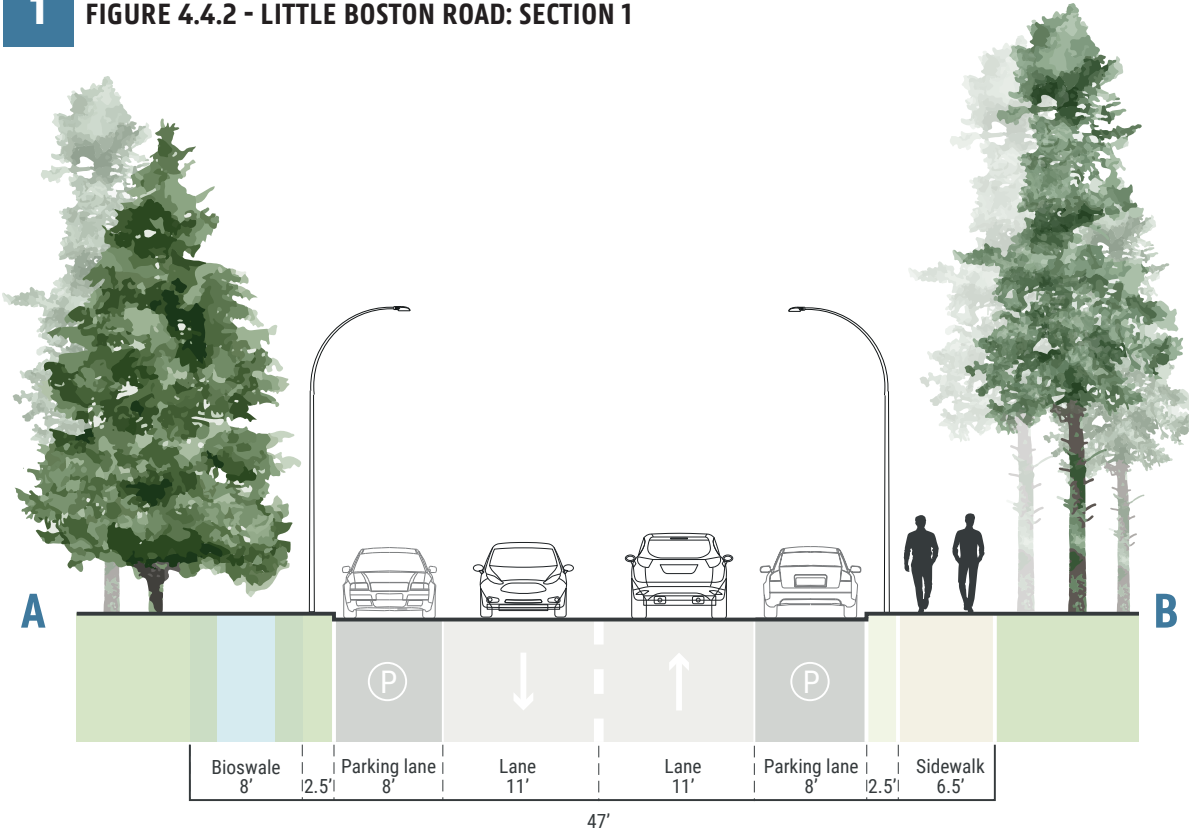 1
FIGURE 4.4.2 - LITTLE BOSTON ROAD: SECTION 1
A
B
P
P
Bioswale
8’
2.5’
Parking lane
8’
Lane
11’
Lane
11’
Parking lane
8’
2.5’
Sidewalk
6.5’
47’